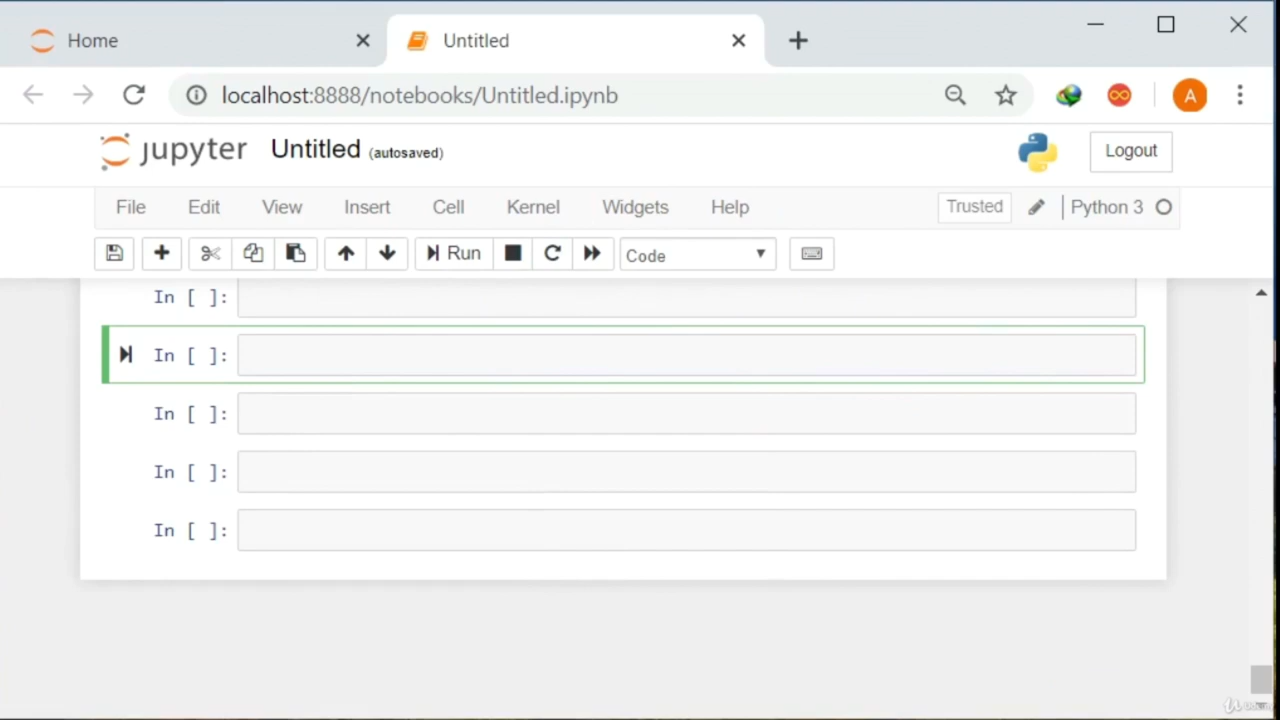 Home
Untitled
localhost:8888/notebooks/Untitled.ipynb
A
jupyter Untitled (autosaved)
Logout
File Edit View Insert Cell Kernel Widgets Help
Trusted
Python 3
Run
Code
In [ ]:
In [ ]:
In [ ]:
In [ ]:
In [ ]: